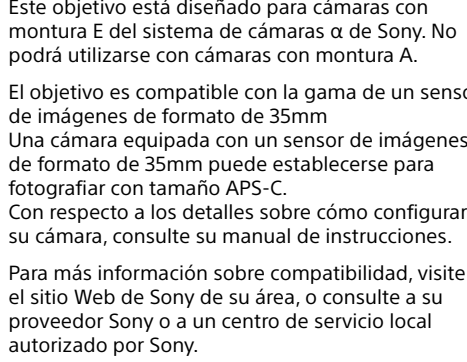 Este objetivo está diseñado para cámaras con
montura E del sistema de cámaras α de Sony. No
podrá utilizarse con cámaras con montura A.
El objetivo es compatible con la gama de un senso
de imágenes de formato de 35mm
Una cámara equipada con un sensor de imágenes
de formato de 35mm puede establecerse para
fotografiar con tamaño APS-C.
Con respecto a los detalles sobre cómo configurar
su cámara, consulte su manual de instrucciones.
Para más información sobre compatibilidad, visite
el sitio Web de Sony de su área, o consulte a su
proveedor Sony o a un centro de servicio local
autorizado por Sony.